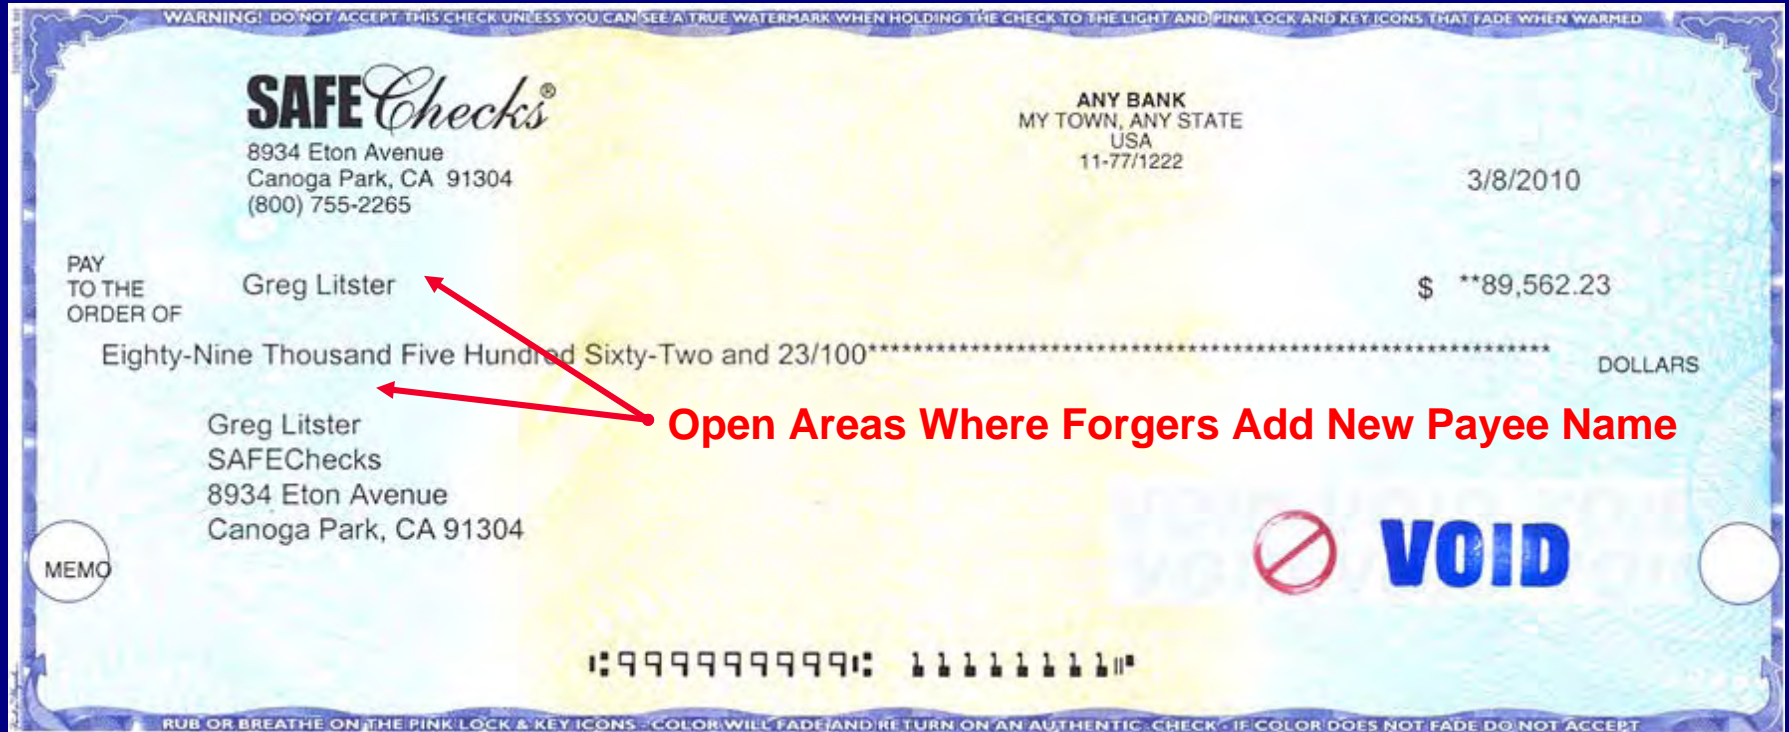 WARNING! DO NOT ACCEPT THIS CHECK UNLESS YOU CAN SEE A TRUE WATERMARK WHEN HOLDING THE CHECK TO THE LIGHT AND PINK LOCK AND KEY ICONS THAT FADE WHEN WARMED
SAFEChecks®
8934 Eton Avenue
Canoga Park, CA 91304
(800) 755-2265
ANY BANK
MY TOWN, ANY STATE
USA
11-77/1222
3/8/2010
PAY
TO THE
ORDER OF
Greg Litster
$ **89,562.23
Eighty-Nine Thousand Five Hundred Sixty-Two and 23/100*************************************************************************
DOLLARS
Open Areas Where Forgers Add New Payee Name
Greg Litster
SAFEChecks
8934 Eton Avenue
Canoga Park, CA 91304
MEMO
VOID
⑆999999999⑆ 11111111⑈
RUB OR BREATHE ON THE PINK LOCK & KEY ICONS - COLOR WILL FADE AND RETURN ON AN AUTHENTIC CHECK - IF COLOR DOES NOT FADE DO NOT ACCEPT